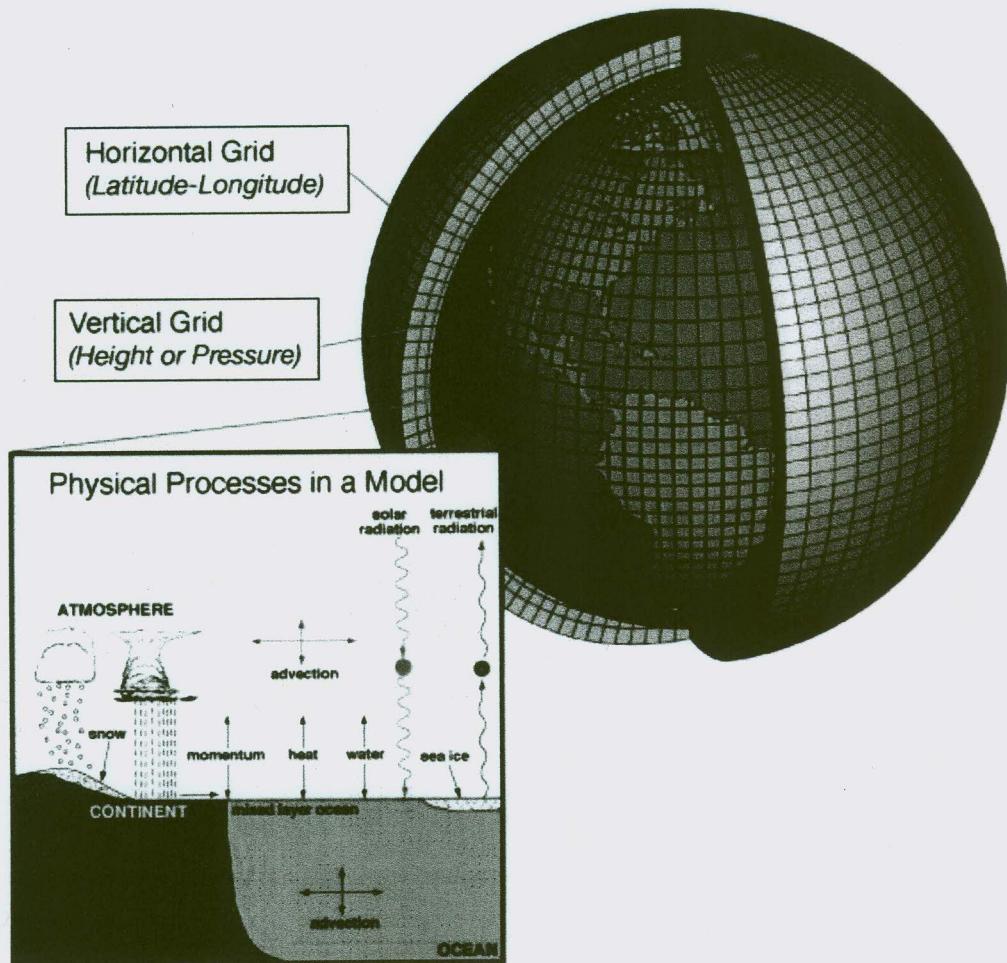 Horizontal Grid
(Latitude-Longitude)
Vertical Grid
(Height or Pressure)
Physical Processes in a Model
solar
radiation
terrestrial
radiation
ATMOSPHERE
advection
snow
momentum
heat
water
sea ice
CONTINENT
mixed layer ocean
advection
OCEAN